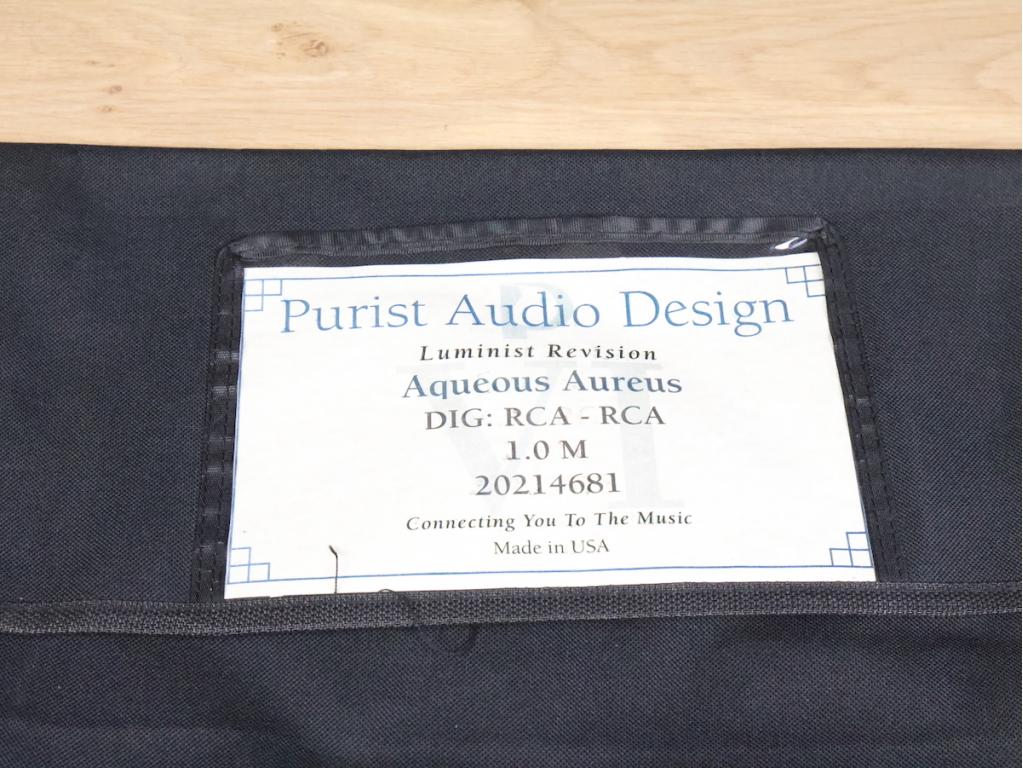 Purist Audio Design
Luminist Revision
Aqueous Aureus
DIG: RCA - RCA
1.0 M
20214681
Connecting You To The Music
Made in USA